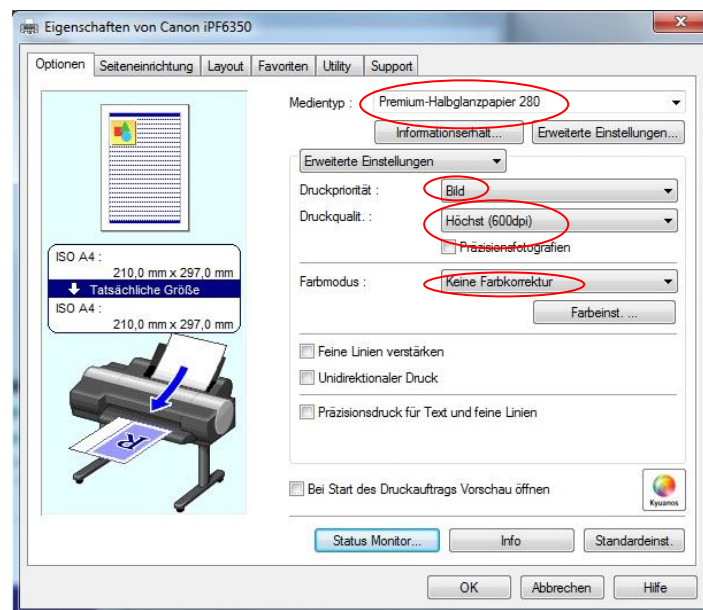 Eigenschaften von Canon iPF6350
Optionen Seiteneinrichtung Layout Favoriten Utility Support
Medientyp : Premium-Halbglanzpapier 280
Informationserhalt... Erweiterte Einstellungen...
Erweiterte Einstellungen
Druckpriorität : Bild
Druckqualit. : Höchst (600dpi)
Präzisionsfotografien
ISO A4 :
210,0 mm x 297,0 mm
Tatsächliche Größe
ISO A4 :
210,0 mm x 297,0 mm
Farbmodus : Keine Farbkorrektur
Farbeinst. ...
Feine Linien verstärken
Unidirektionaler Druck
Präzisionsdruck für Text und feine Linien
R
Bei Start des Druckauftrags Vorschau öffnen
Kyuanos
Status Monitor... Info Standardeinst.
OK Abbrechen Hilfe